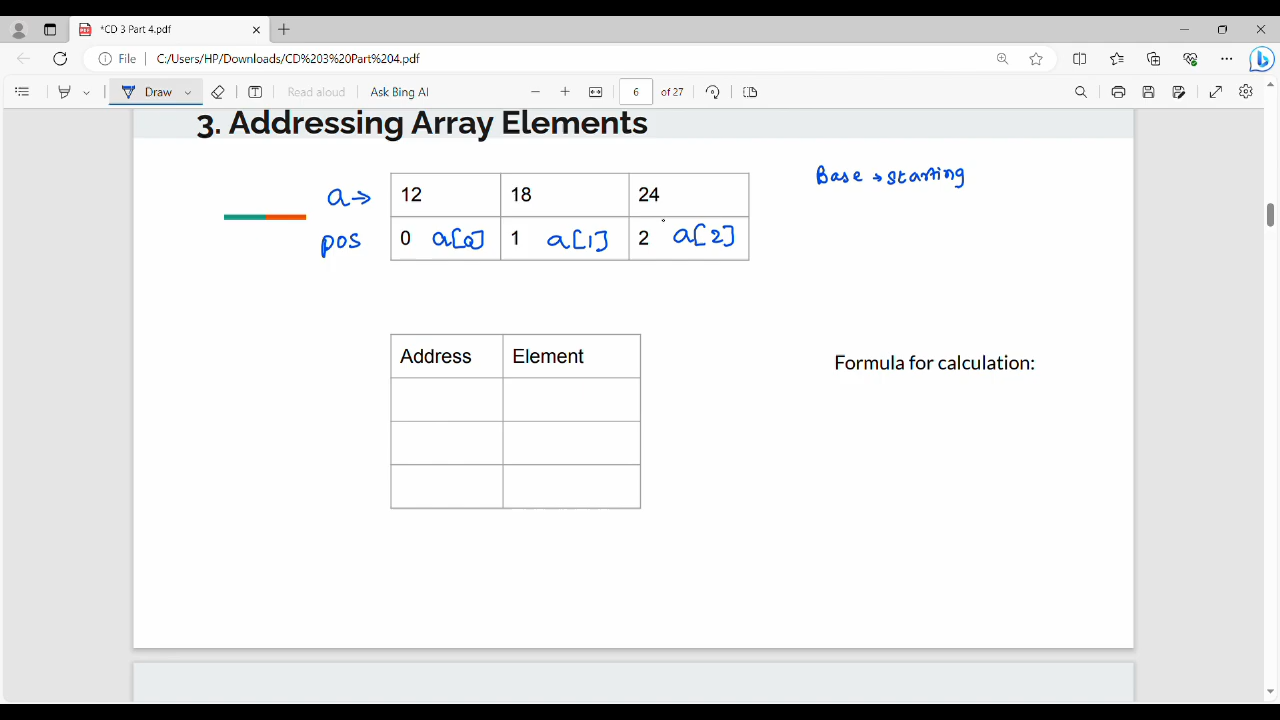 *CD 3 Part 4.pdf
File C:/Users/HP/Downloads/CD%203%20Part%204.pdf
Draw Read aloud Ask Bing AI 6 of 27
3. Addressing Array Elements
Base → starting
a → 12 18 24
pos 0 a[0] 1 a[1] 2 a[2]
Address Element
Formula for calculation: